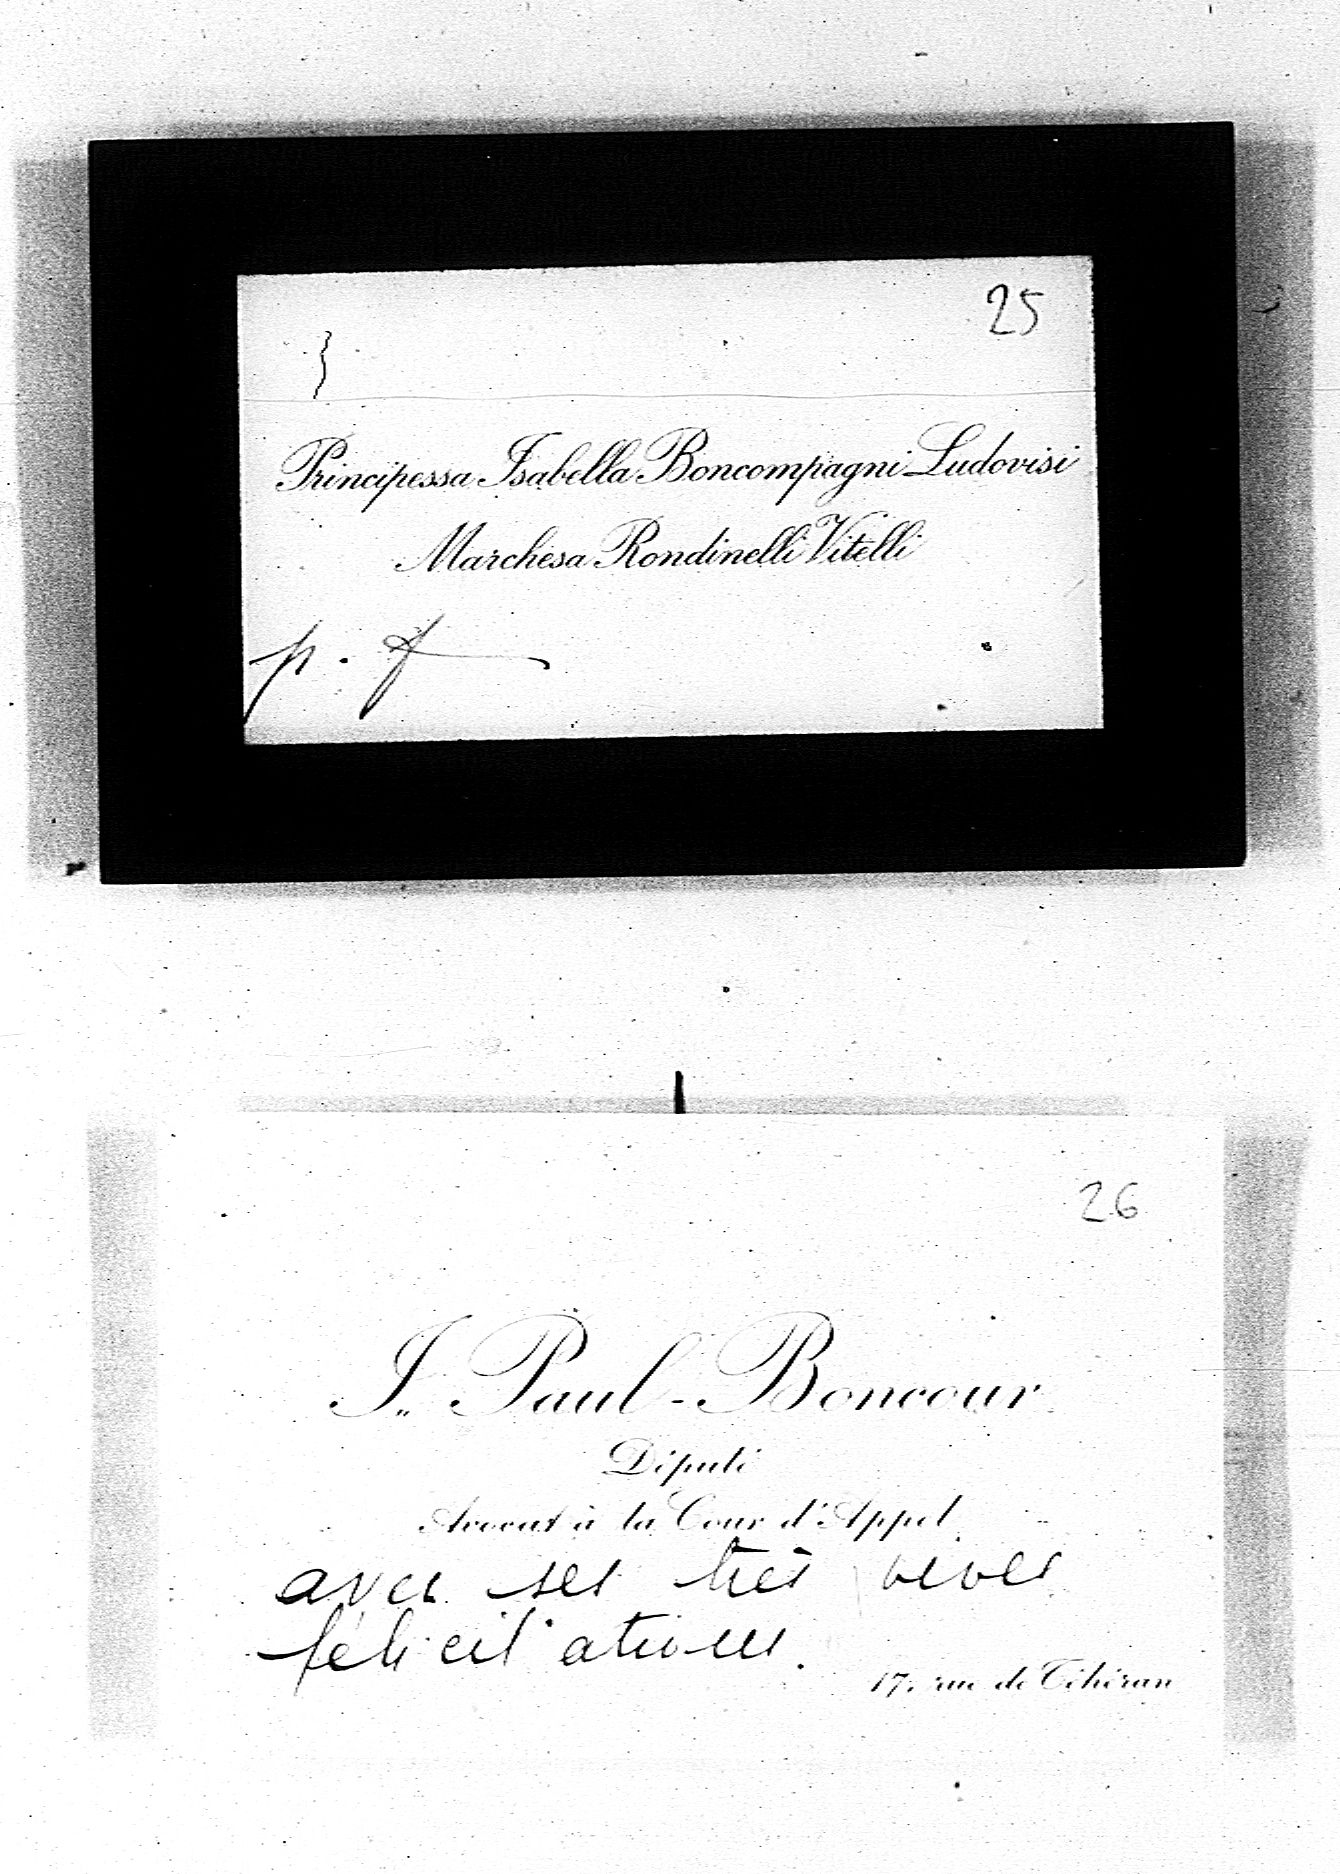 25
Principessa Isabella Boncompagni Ludovisi
Marchesa Rondinelli Vitelli
p. f
26
J. Paul-Boncour
Député
Avocat à la Cour d'Appel
avec ses très vives
félicitations.
17, rue de Téhéran